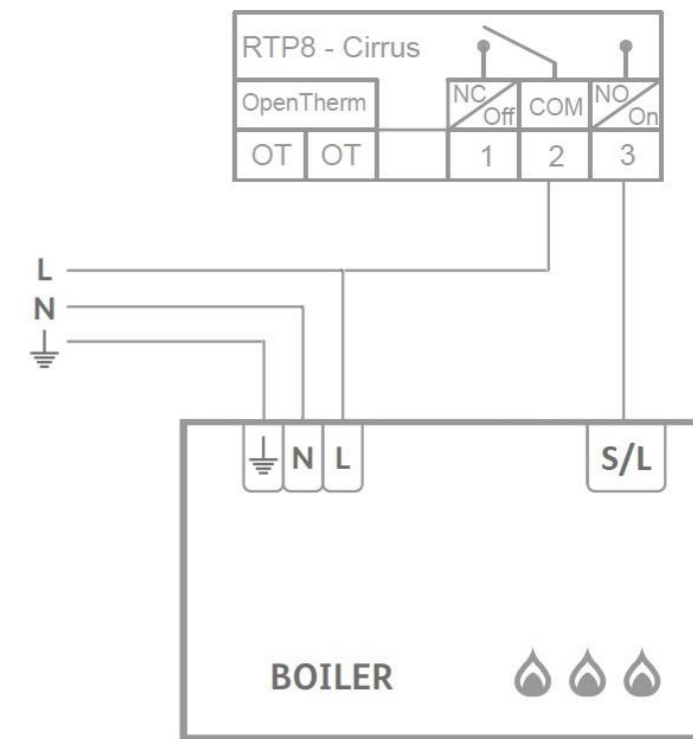 RTP8 - Cirrus
OpenTherm NC Off COM NO On
OT OT 1 2 3
L
N
N L S/L
BOILER